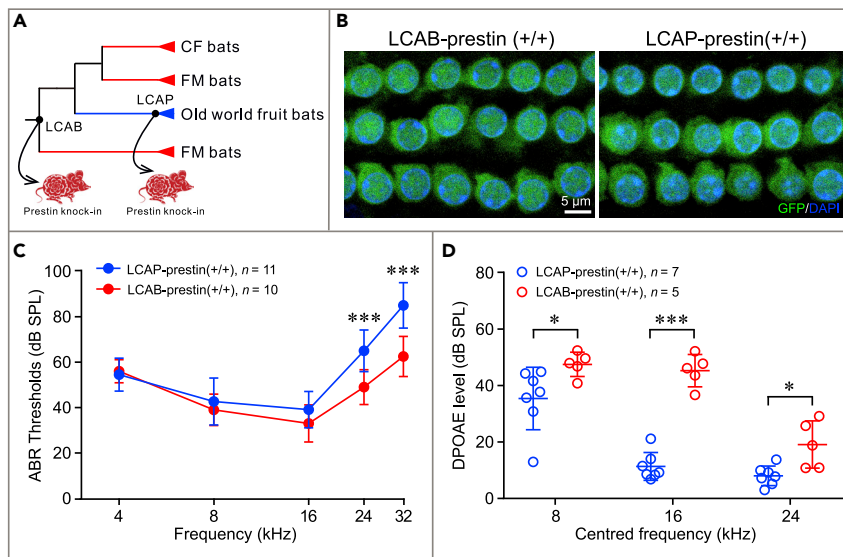 A
CF bats
FM bats
LCAP
Old world fruit bats
LCAB
FM bats
Prestin knock-in
Prestin knock-in
B
LCAB-prestin (+/+)
LCAP-prestin(+/+)
5 μm
GFP/DAPI
C
LCAP-prestin(+/+), n = 11
LCAB-prestin(+/+), n = 10
***
***
ABR Thresholds (dB SPL)
100
80
60
40
20
0
4
8
16
24
32
Frequency (kHz)
D
LCAP-prestin(+/+), n = 7
LCAB-prestin(+/+), n = 5
*
***
*
DPOAE level (dB SPL)
80
60
40
20
0
8
16
24
Centred frequency (kHz)